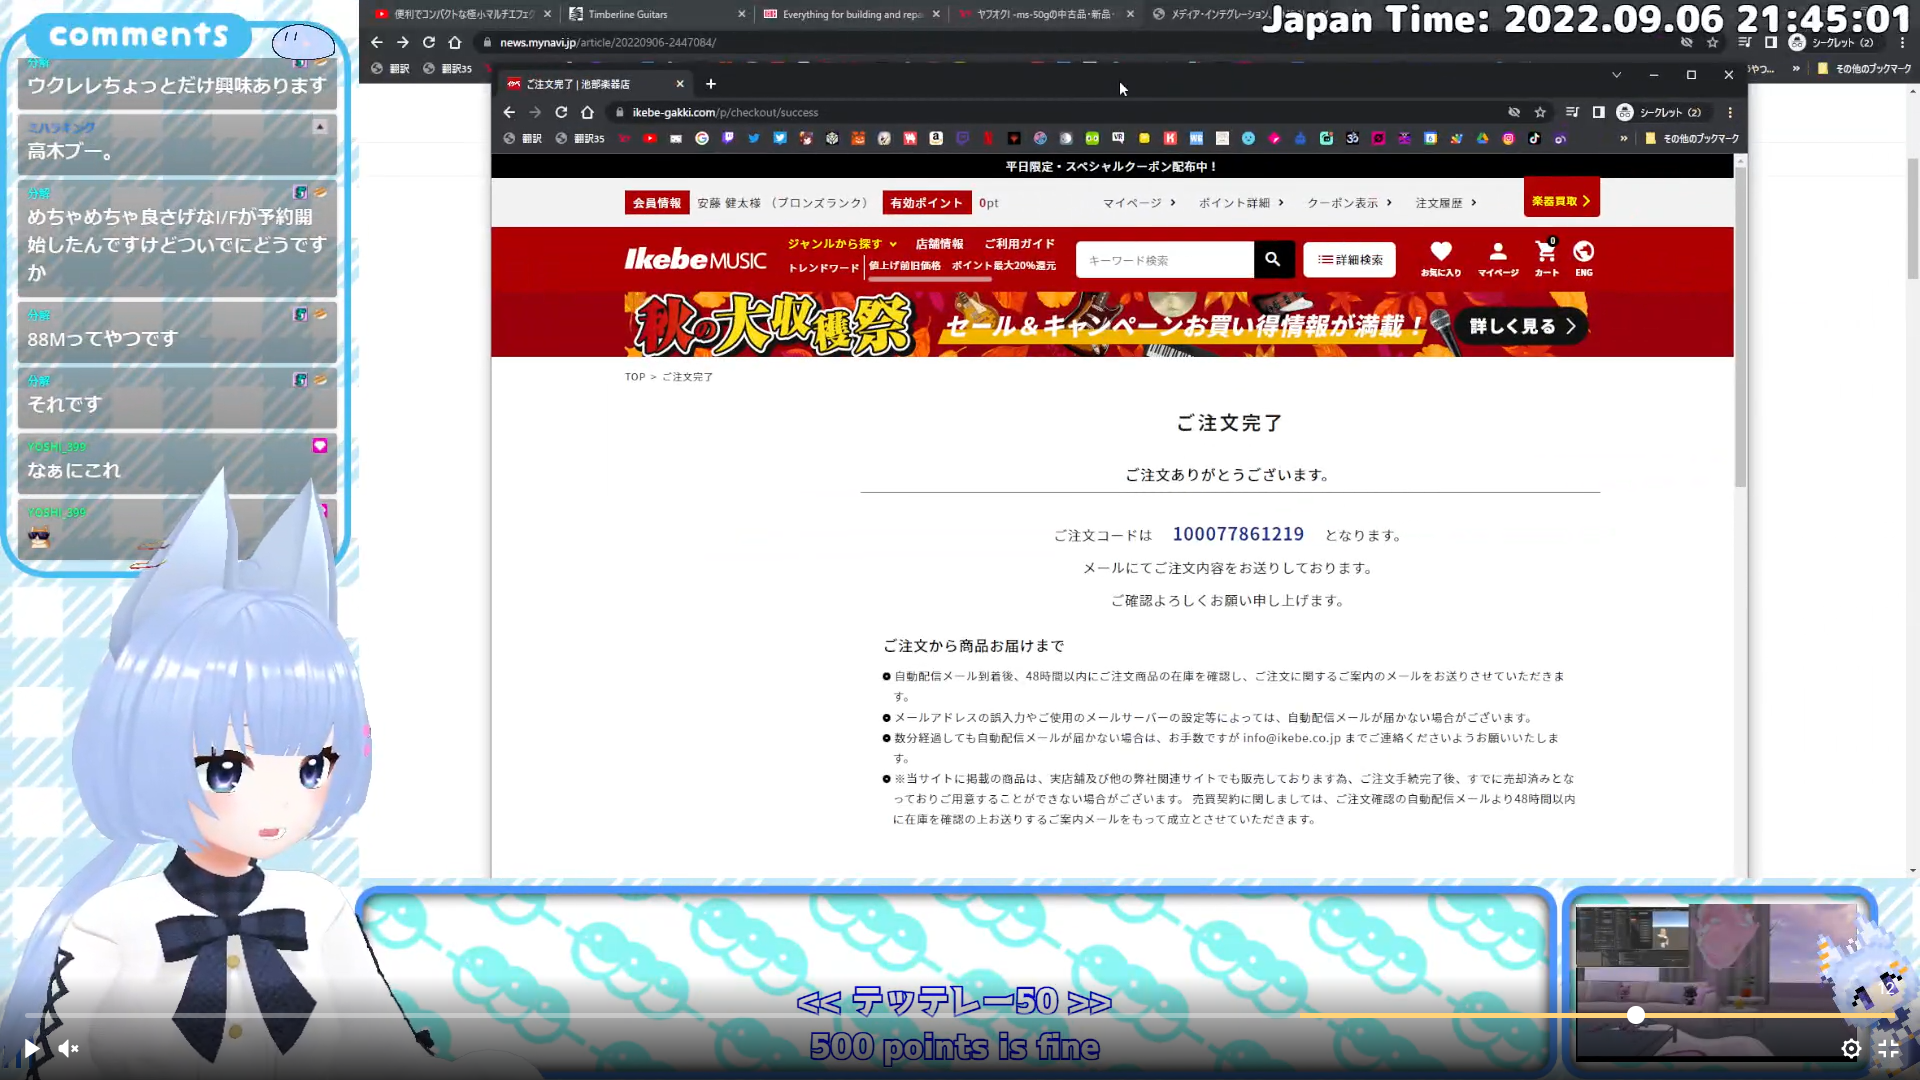 comments
分解
ウクレレちょっとだけ興味あります
ミハラキング
高木ブー。
分解
めちゃめちゃ良さげなI/Fが予約開
始したんですけどついでにどうです
か
分解
88Mってやつです
分解
それです
YOSHI_399
なぁにこれ
YOSHI_399
Japan Time: 2022.09.06 21:45:01
便利でコンパクトな極小マルチエフェク
Timberline Guitars
Everything for building and repa
ヤフオク! -ms-50gの中古品・新品・
メディア・インテグレーション、
news.mynavi.jp/article/20220906-2447084/
シークレット (2)
翻訳
翻訳35
その他のブックマーク
ご注文完了 | 池部楽器店
ikebe-gakki.com/p/checkout/success
シークレット (2)
翻訳
翻訳35
その他のブックマーク
平日限定・スペシャルクーポン配布中！
会員情報
安藤 健太様 （ブロンズランク）
有効ポイント
0pt
マイページ
ポイント詳細
クーポン表示
注文履歴
楽器買取
Ikebe MUSIC
ジャンルから探す
店舗情報
ご利用ガイド
トレンドワード
値上げ前旧価格
ポイント最大20%還元
キーワード検索
詳細検索
お気に入り
マイページ
0
カート
ENG
秋の大収穫祭
セール＆キャンペーンお買い得情報が満載！
詳しく見る
TOP > ご注文完了
ご注文完了
ご注文ありがとうございます。
ご注文コードは 100077861219 となります。
メールにてご注文内容をお送りしております。
ご確認よろしくお願い申し上げます。
ご注文から商品お届けまで
自動配信メール到着後、48時間以内にご注文商品の在庫を確認し、ご注文に関するご案内のメールをお送りさせていただきま
す。
メールアドレスの誤入力やご使用のメールサーバーの設定等によっては、自動配信メールが届かない場合がございます。
数分経過しても自動配信メールが届かない場合は、お手数ですが info@ikebe.co.jp までご連絡くださいようお願いいたしま
す。
※当サイトに掲載の商品は、実店舗及び他の弊社関連サイトでも販売しております為、ご注文手続完了後、すでに売却済みとな
っておりご用意することができない場合がございます。 売買契約に関しましては、ご注文確認の自動配信メールより48時間以内
に在庫を確認の上お送りするご案内メールをもって成立とさせていただきます。
<< テッテレー50 >>
500 points is fine
12